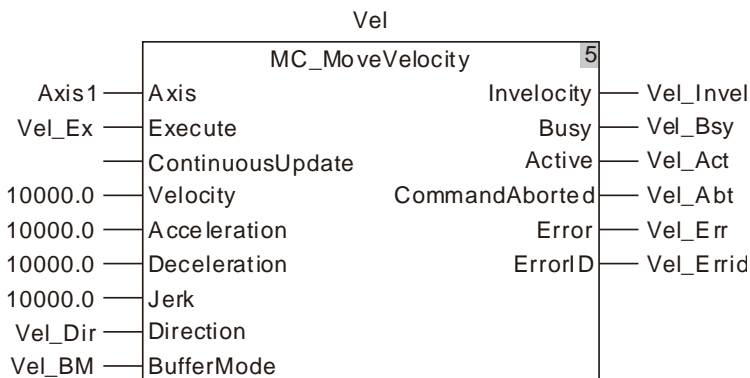 Vel
MC_MoveVelocity 5
Axis1 Axis Invelocity Vel_Invel
Vel_Ex Execute Busy Vel_Bsy
ContinuousUpdate Active Vel_Act
10000.0 Velocity CommandAborted Vel_Abt
10000.0 Acceleration Error Vel_Err
10000.0 Deceleration ErrorID Vel_Errid
10000.0 Jerk
Vel_Dir Direction
Vel_BM BufferMode